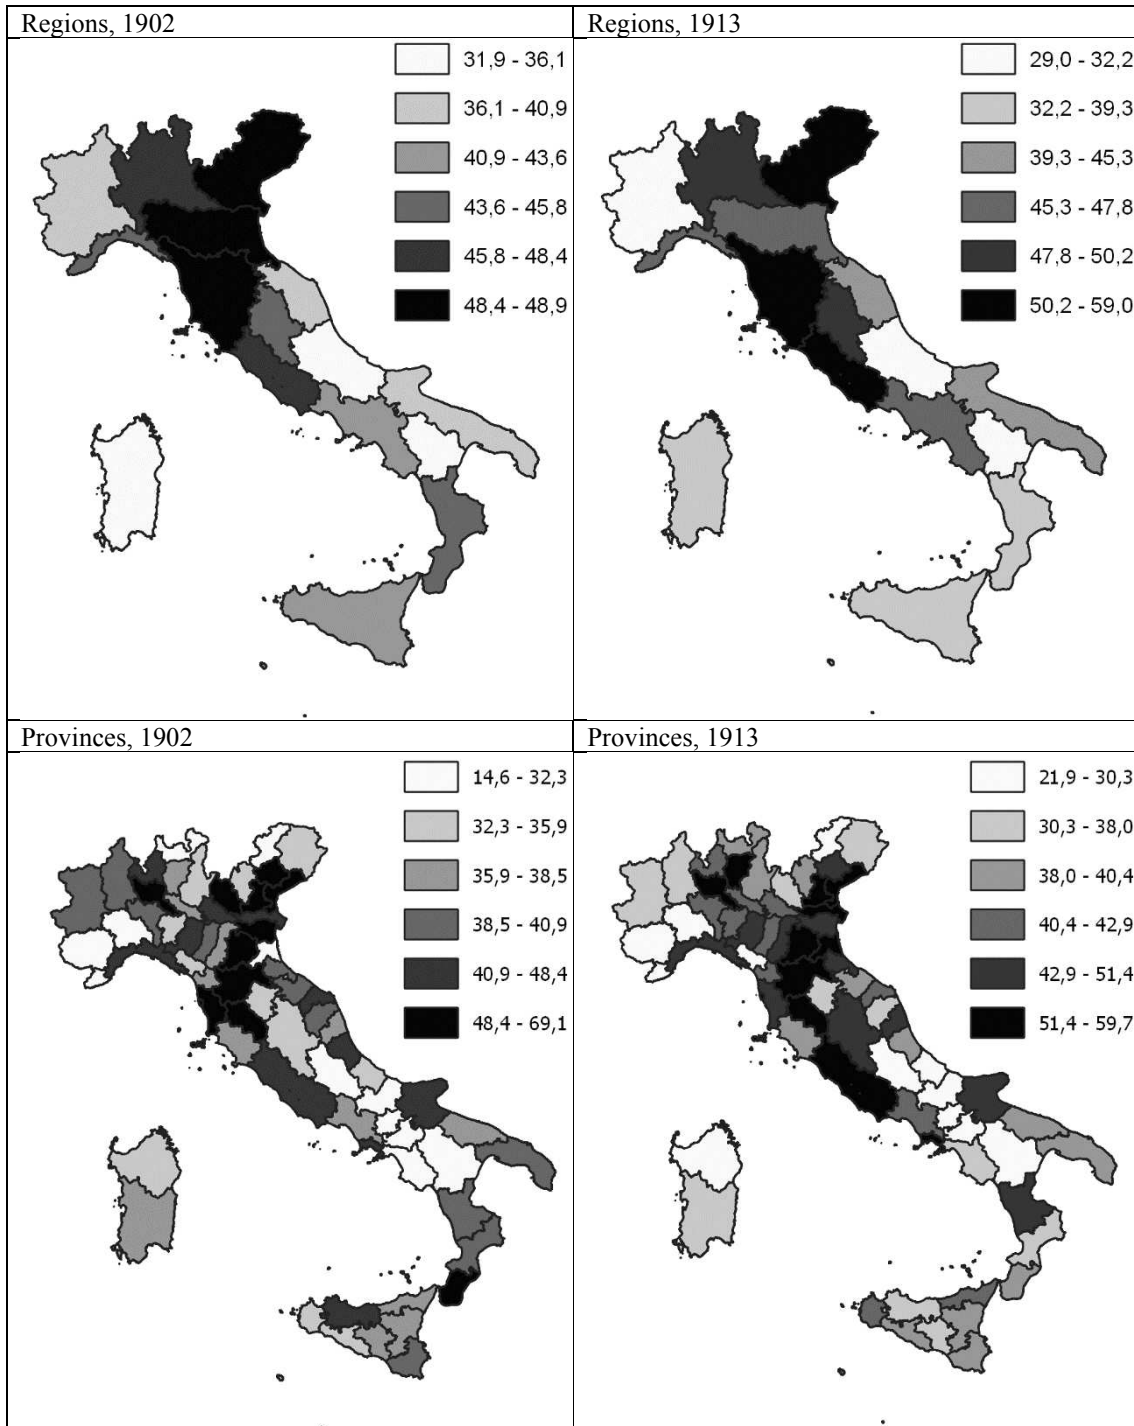 Regions, 1902
31,9 - 36,1
36,1 - 40,9
40,9 - 43,6
43,6 - 45,8
45,8 - 48,4
48,4 - 48,9
Regions, 1913
29,0 - 32,2
32,2 - 39,3
39,3 - 45,3
45,3 - 47,8
47,8 - 50,2
50,2 - 59,0
Provinces, 1902
14,6 - 32,3
32,3 - 35,9
35,9 - 38,5
38,5 - 40,9
40,9 - 48,4
48,4 - 69,1
Provinces, 1913
21,9 - 30,3
30,3 - 38,0
38,0 - 40,4
40,4 - 42,9
42,9 - 51,4
51,4 - 59,7